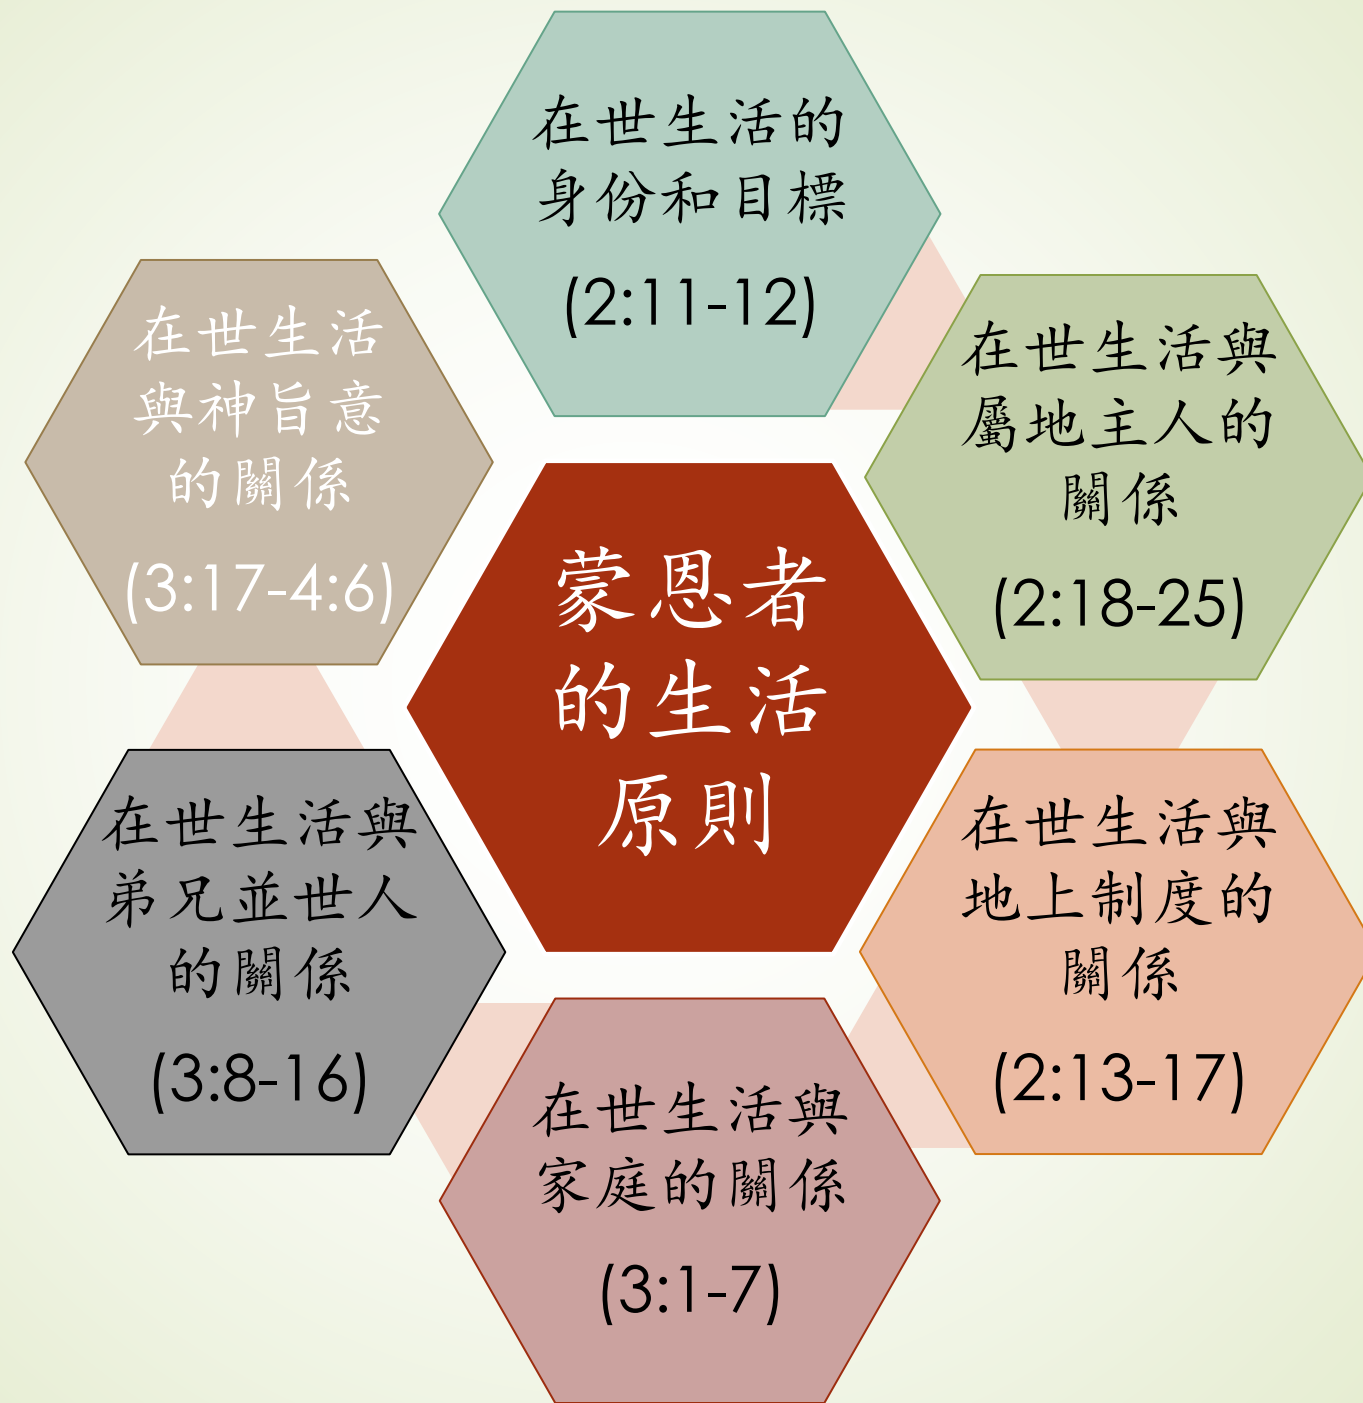 在世生活的
身份和目標
(2:11-12)
在世生活與
屬地主人的
關係
(2:18-25)
在世生活與
地上制度的
關係
(2:13-17)
在世生活與
家庭的關係
(3:1-7)
在世生活與
弟兄並世人
的關係
(3:8-16)
在世生活
與神旨意
的關係
(3:17-4:6)
蒙恩者
的生活
原則